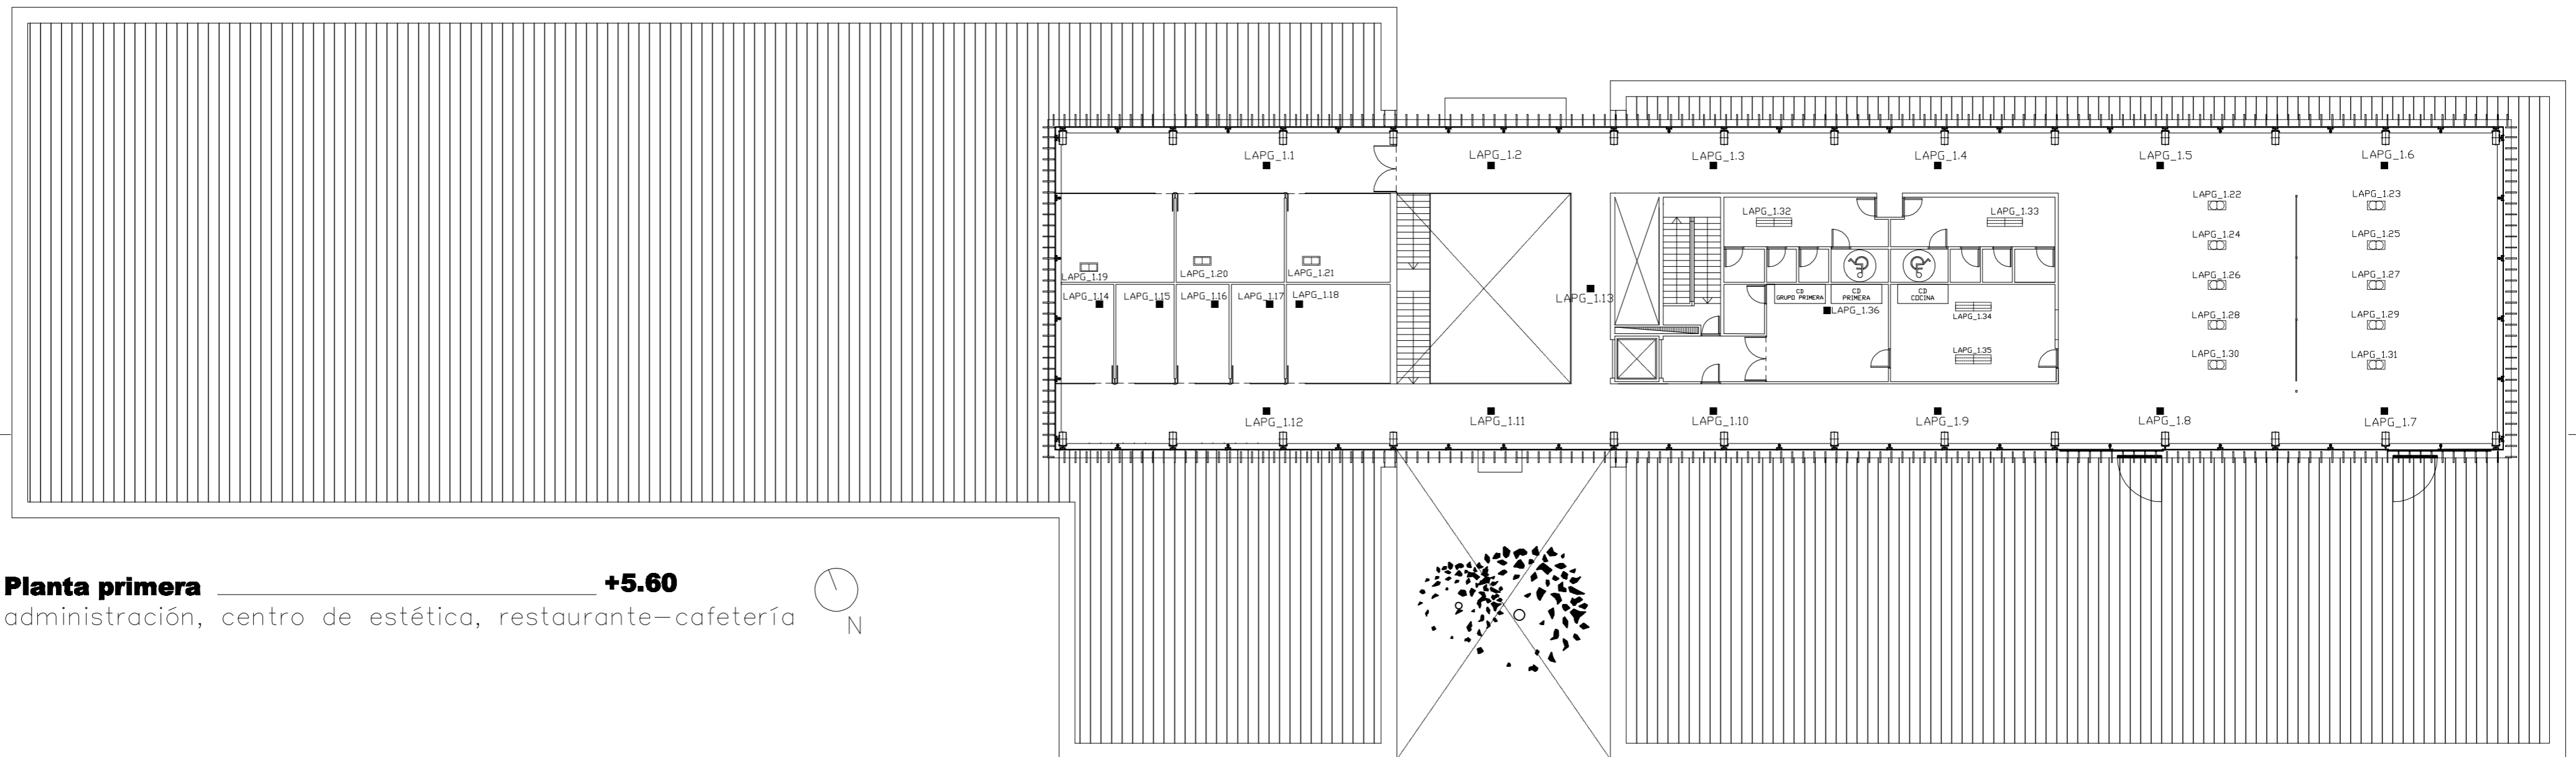 LAPG_1.1
LAPG_1.2
LAPG_1.3
LAPG_1.4
LAPG_1.5
LAPG_1.6
LAPG_1.22
LAPG_1.23
LAPG_1.32
LAPG_1.33
LAPG_1.24
LAPG_1.25
LAPG_1.19
LAPG_1.20
LAPG_1.21
LAPG_1.26
LAPG_1.27
LAPG_1.14
LAPG_1.15
LAPG_1.16
LAPG_1.17
LAPG_1.18
LAPG_1.13
CD
GRUPO PRIMERA
CD
PRIMERA
CD
COCINA
LAPG_1.36
LAPG_1.34
LAPG_1.28
LAPG_1.29
LAPG_1.35
LAPG_1.30
LAPG_1.31
LAPG_1.12
LAPG_1.11
LAPG_1.10
LAPG_1.9
LAPG_1.8
LAPG_1.7
Planta primera +5.60
administración, centro de estética, restaurante-cafetería
N